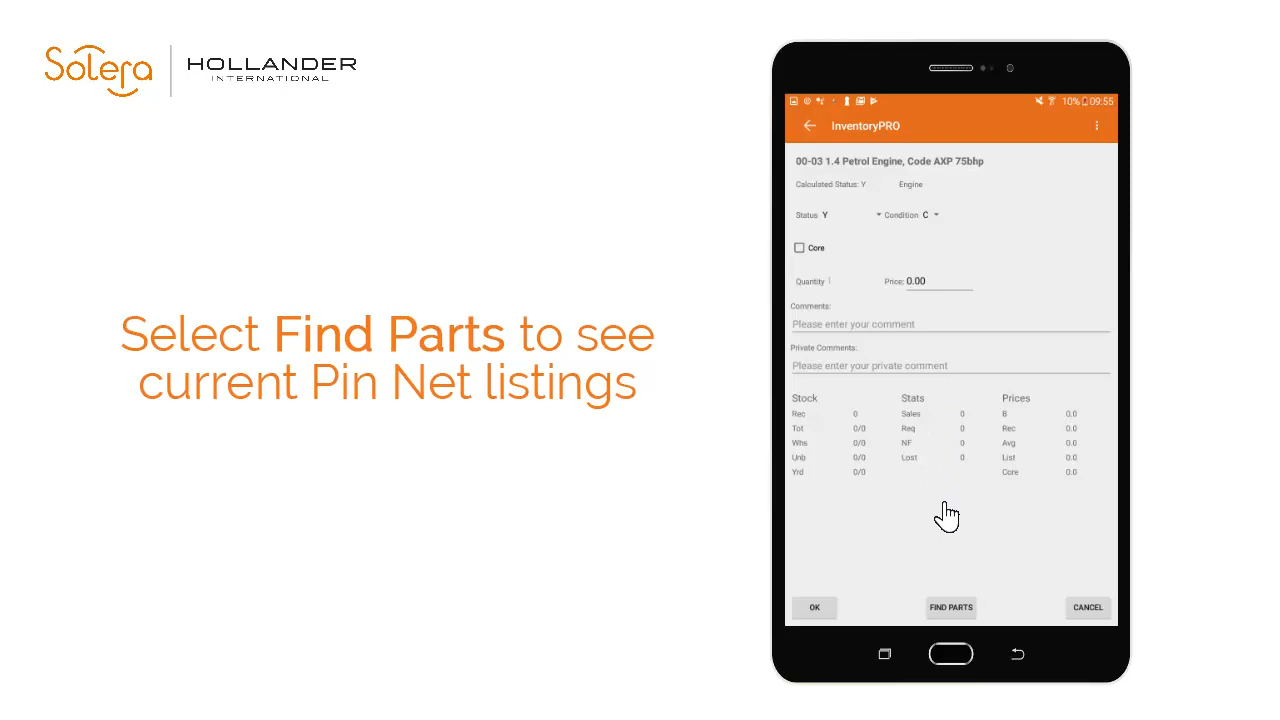 Solera
HOLLANDER
INTERNATIONAL
Select Find Parts to see
current Pin Net listings
10% 09:55
InventoryPRO
00-03 1.4 Petrol Engine, Code AXP 75bhp
Calculated Status: Y Engine
Status Y Condition C
Core
Quantity 1 Price: 0.00
Comments:
Please enter your comment
Private Comments:
Please enter your private comment
Stock Stats Prices
Rec 0 Sales 0 B 0.0
Tot 0/0 Req 0 Rec 0.0
Whs 0/0 NF 0 Avg 0.0
Unb 0/0 Lost 0 List 0.0
Yrd 0/0 Core 0.0
OK FIND PARTS CANCEL